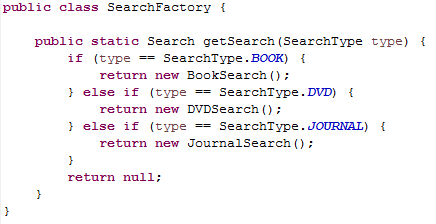 public class SearchFactory {
    public static Search getSearch(SearchType type) {
        if (type == SearchType.BOOK) {
            return new BookSearch();
        } else if (type == SearchType.DVD) {
            return new DVDSearch();
        } else if (type == SearchType.JOURNAL) {
            return new JournalSearch();
        }
        return null;
    }
}